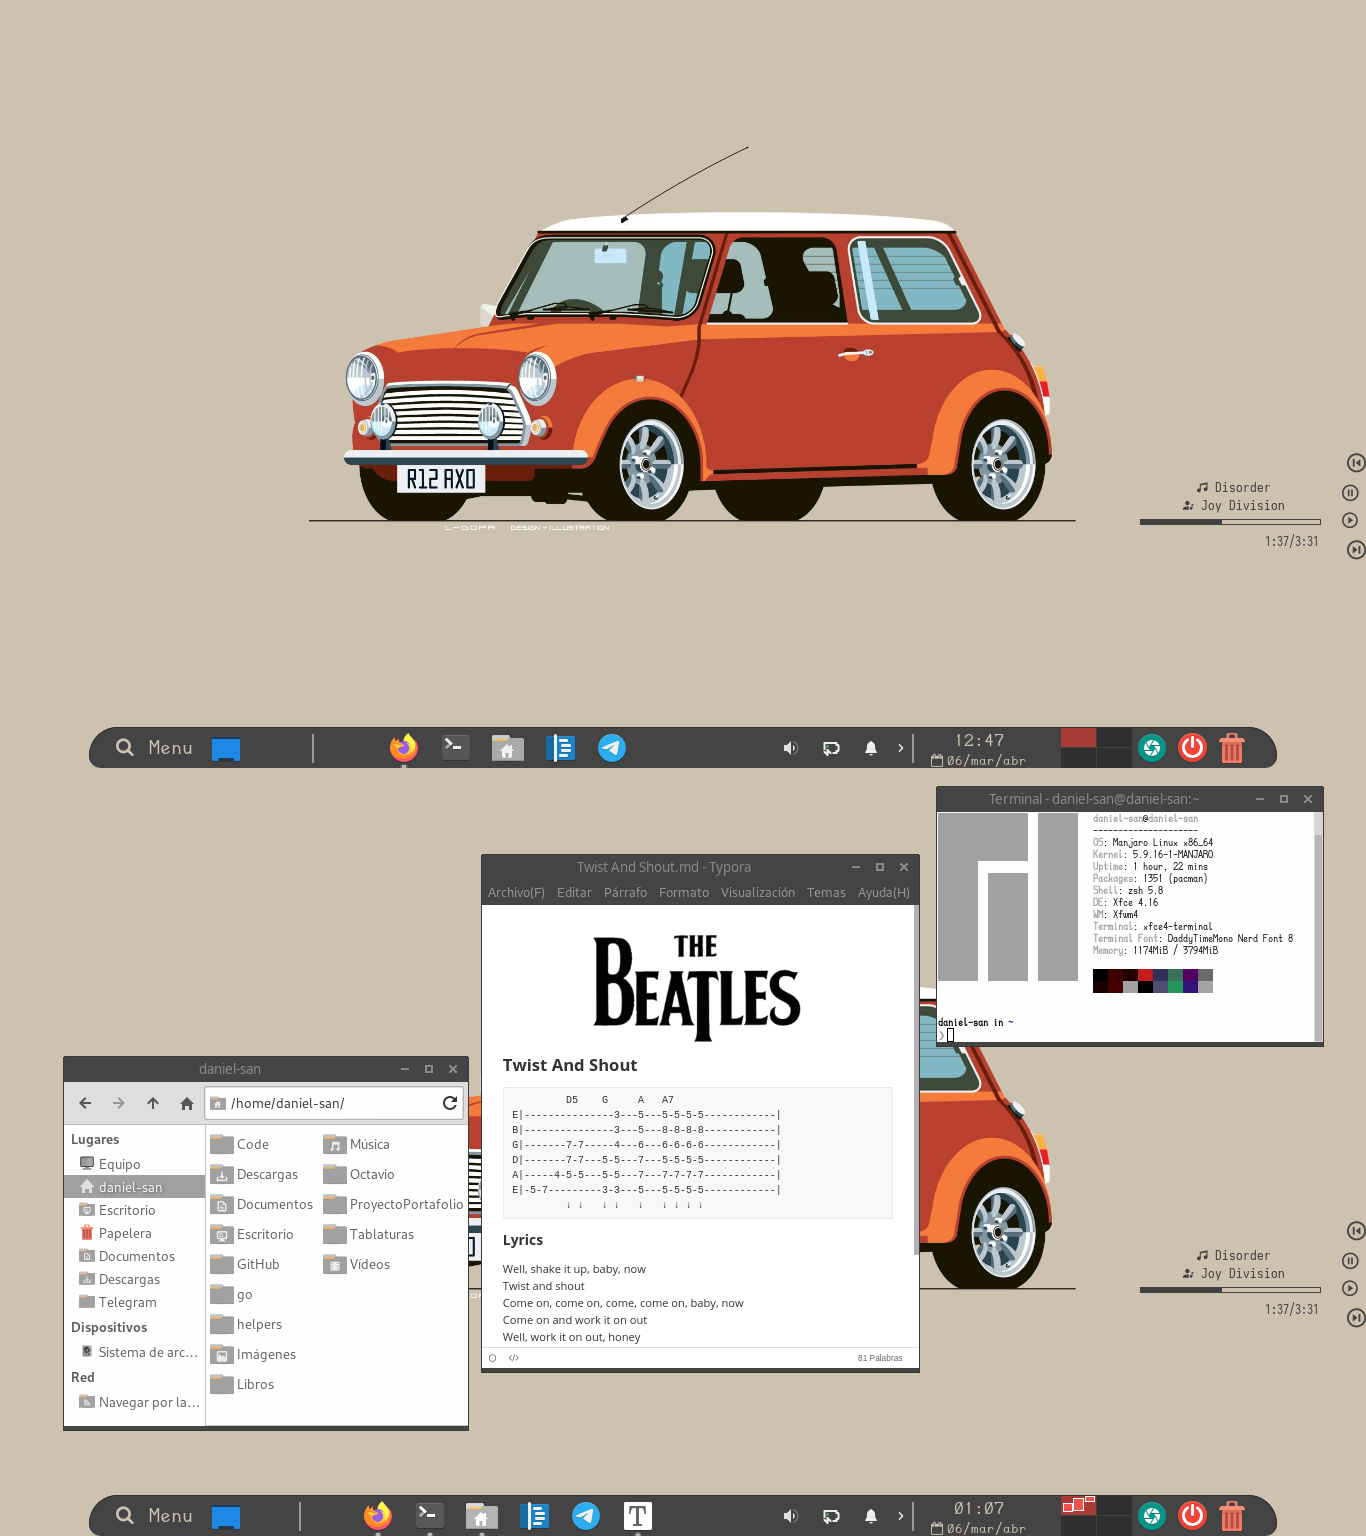 R12 AXO
L-DOPA DESIGN + ILLUSTRATION
Disorder
Joy Division
1:37/3:31
Menu
12:47
06/mar/abr
Terminal - daniel-san@daniel-san:~
daniel-san@daniel-san
---------------------
OS: Manjaro Linux x86_64
Kernel: 5.9.16-1-MANJARO
Uptime: 1 hour, 22 mins
Packages: 1351 (pacman)
Shell: zsh 5.8
DE: Xfce 4.16
WM: Xfwm4
Terminal: xfce4-terminal
Terminal Font: DaddyTimeMono Nerd Font 8
Memory: 1174MiB / 3794MiB
daniel-san in ~
❯
Twist And Shout.md - Typora
Archivo(F) Editar Párrafo Formato Visualización Temas Ayuda(H)
THE
BEATLES
Twist And Shout
D5 G A A7
E|---------------3---5---5-5-5-5------------|
B|---------------3---5---8-8-8-8------------|
G|-------7-7-----4---6---6-6-6-6------------|
D|-------7-7---5-5---7---5-5-5-5------------|
A|-----4-5-5---5-5---7---7-7-7-7------------|
E|-5-7---------3-3---5---5-5-5-5------------|
↓ ↓ ↓ ↓ ↓ ↓ ↓ ↓ ↓
Lyrics
Well, shake it up, baby, now
Twist and shout
Come on, come on, come, come on, baby, now
Come on and work it on out
Well, work it on out, honey
81 Palabras
daniel-san
/home/daniel-san/
Lugares
Equipo
daniel-san
Escritorio
Papelera
Documentos
Descargas
Telegram
Dispositivos
Sistema de arc...
Red
Navegar por la...
Code
Descargas
Documentos
Escritorio
GitHub
go
helpers
Imágenes
Libros
Música
Octavio
ProyectoPortafolio
Tablaturas
Vídeos
Disorder
Joy Division
1:37/3:31
Menu
T
01:07
06/mar/abr